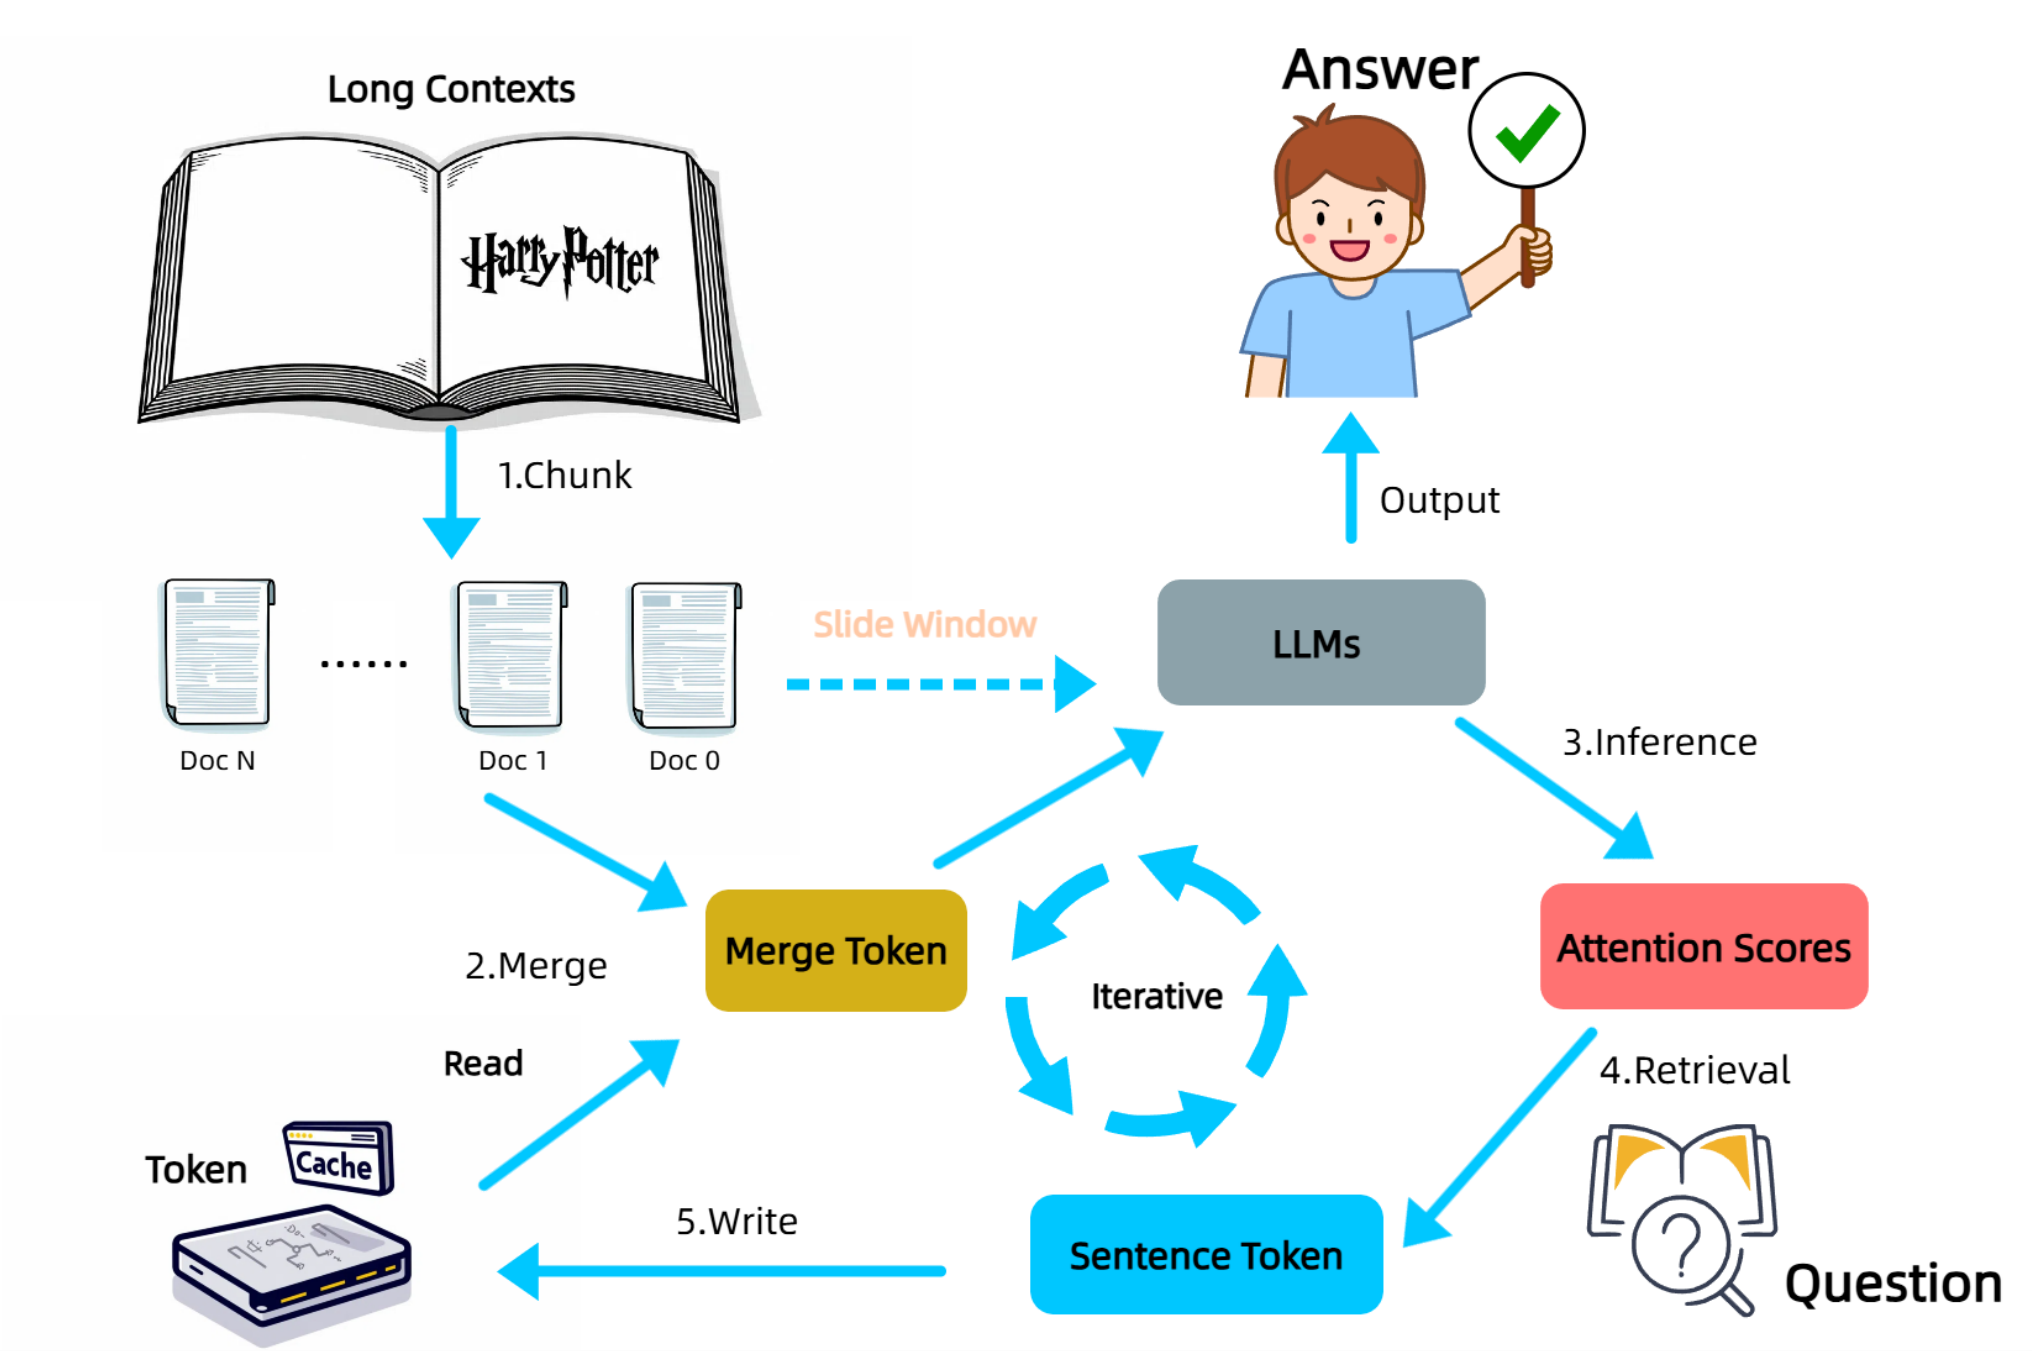 Long Contexts
Harry Potter
1.Chunk
Doc N
......
Doc 1
Doc 0
Slide Window
Answer
Output
LLMs
3.Inference
2.Merge
Merge Token
Iterative
Attention Scores
4.Retrieval
Read
Token
Cache
5.Write
Sentence Token
?
Question